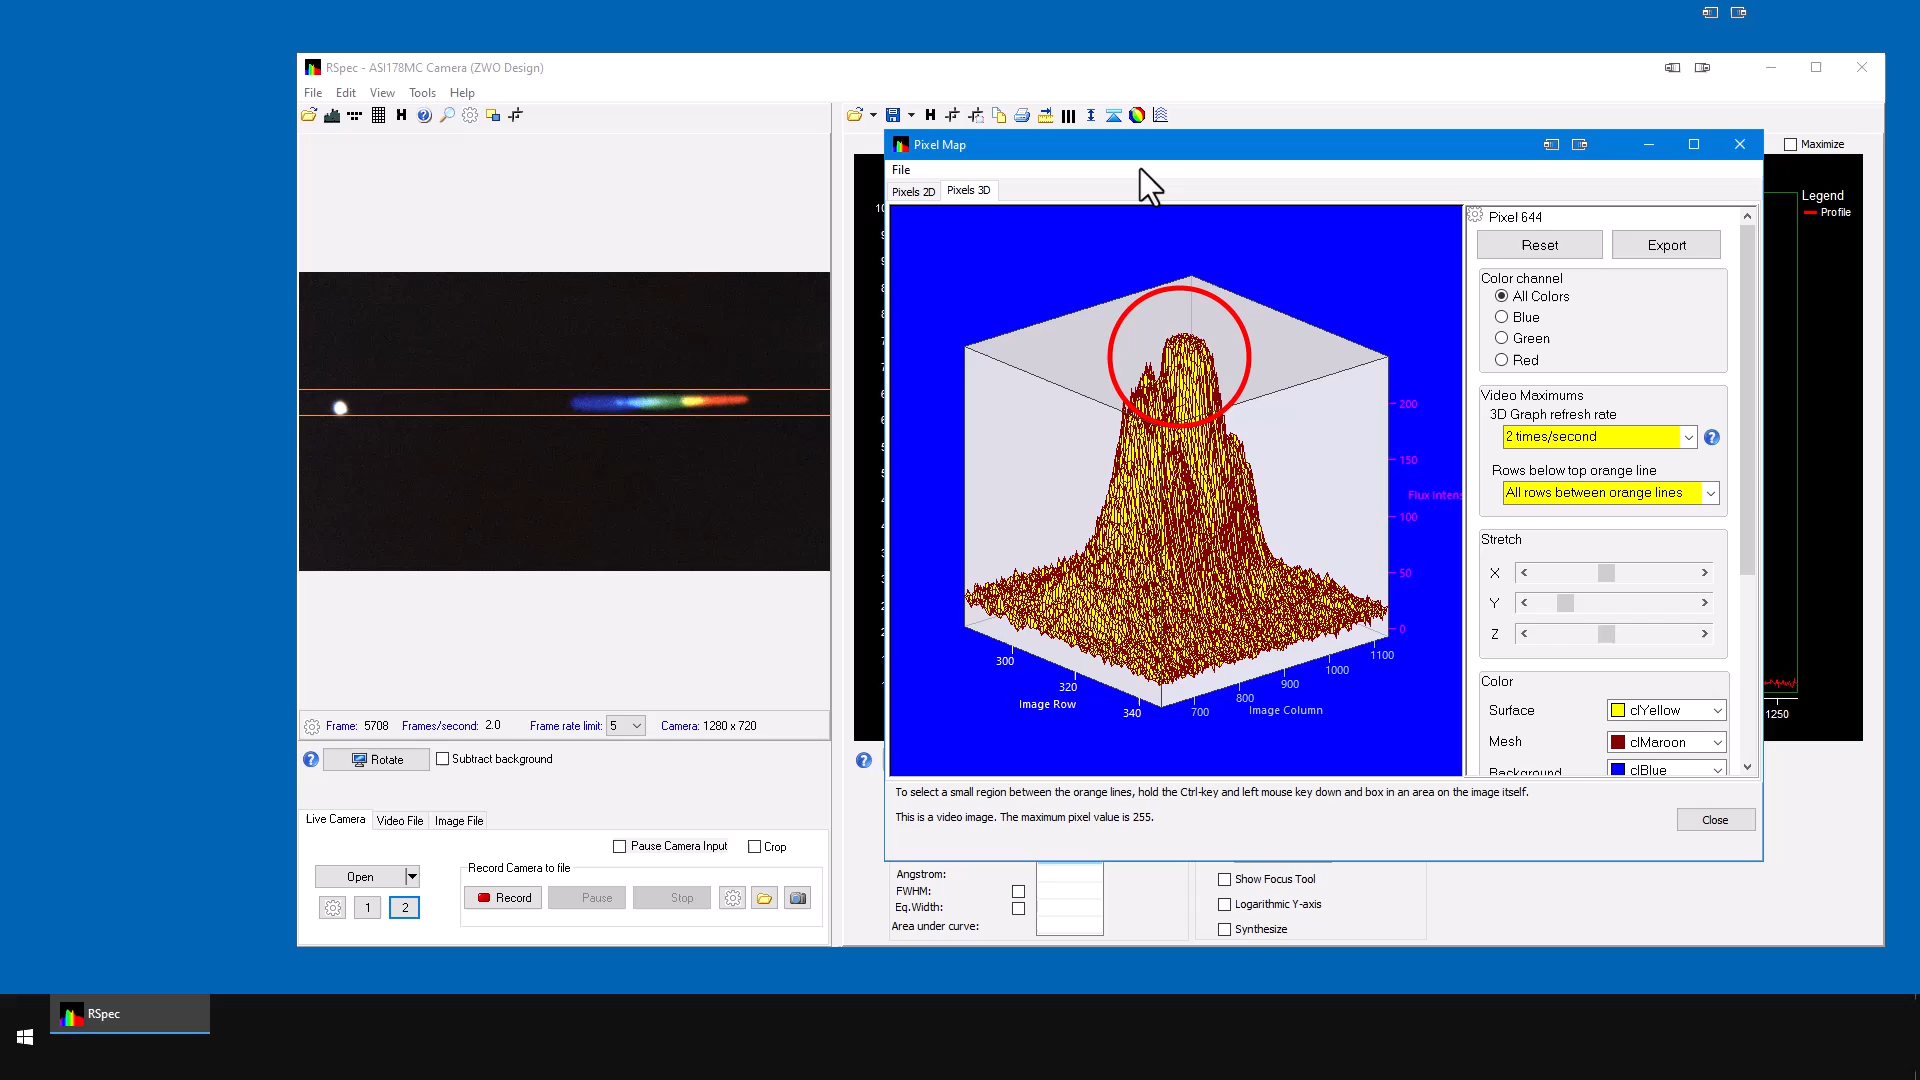 RSpec - ASI178MC Camera (ZWO Design)
File Edit View Tools Help
H
H
Pixel Map
Maximize
File
Pixels 2D Pixels 3D
Legend
Profile
Pixel 644
Reset Export
Color channel
All Colors
Blue
Green
Red
Video Maximums
3D Graph refresh rate
2 times/second
Rows below top orange line
All rows between orange lines
Stretch
X
Y
Z
Color
Surface clYellow
Mesh clMaroon
Background clBlue
200
150
Flux Intens
100
50
0
300
320
340
Image Row
700
800
900
1000
1100
Image Column
1250
Frame: 5708 Frames/second: 2.0 Frame rate limit: 5 Camera: 1280 x 720
Rotate Subtract background
To select a small region between the orange lines, hold the Ctrl-key and left mouse key down and box in an area on the image itself.
This is a video image. The maximum pixel value is 255.
Close
Live Camera Video File Image File
Pause Camera Input Crop
Record Camera to file
Open
1 2
Record Pause Stop
Angstrom:
FWHM:
Eq.Width:
Area under curve:
Show Focus Tool
Logarithmic Y-axis
Synthesize
RSpec